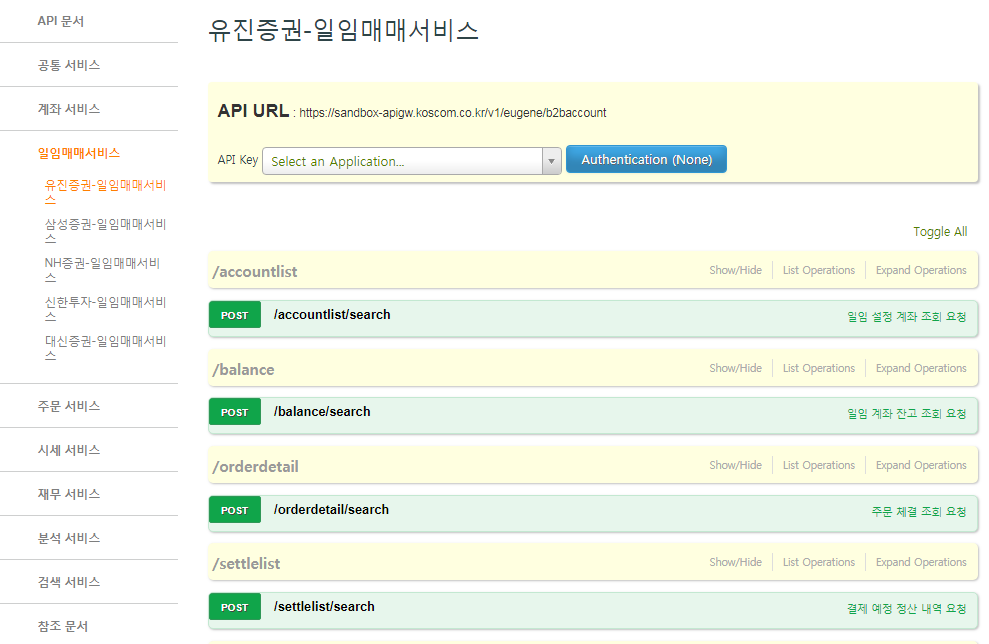 API 문서
공통 서비스
계좌 서비스
일임매매서비스
유진증권-일임매매서비
스
삼성증권-일임매매서비
스
NH증권-일임매매서비
스
신한투자-일임매매서비
스
대신증권-일임매매서비
스
주문 서비스
시세 서비스
재무 서비스
분석 서비스
검색 서비스
참조 문서
유진증권-일임매매서비스
API URL : https://sandbox-apigw.koscom.co.kr/v1/eugene/b2baccount
API Key Select an Application... Authentication (None)
Toggle All
/accountlist Show/Hide List Operations Expand Operations
POST /accountlist/search 일임 설정 계좌 조회 요청
/balance Show/Hide List Operations Expand Operations
POST /balance/search 일임 계좌 잔고 조회 요청
/orderdetail Show/Hide List Operations Expand Operations
POST /orderdetail/search 주문 체결 조회 요청
/settlelist Show/Hide List Operations Expand Operations
POST /settlelist/search 결제 예정 정산 내역 요청